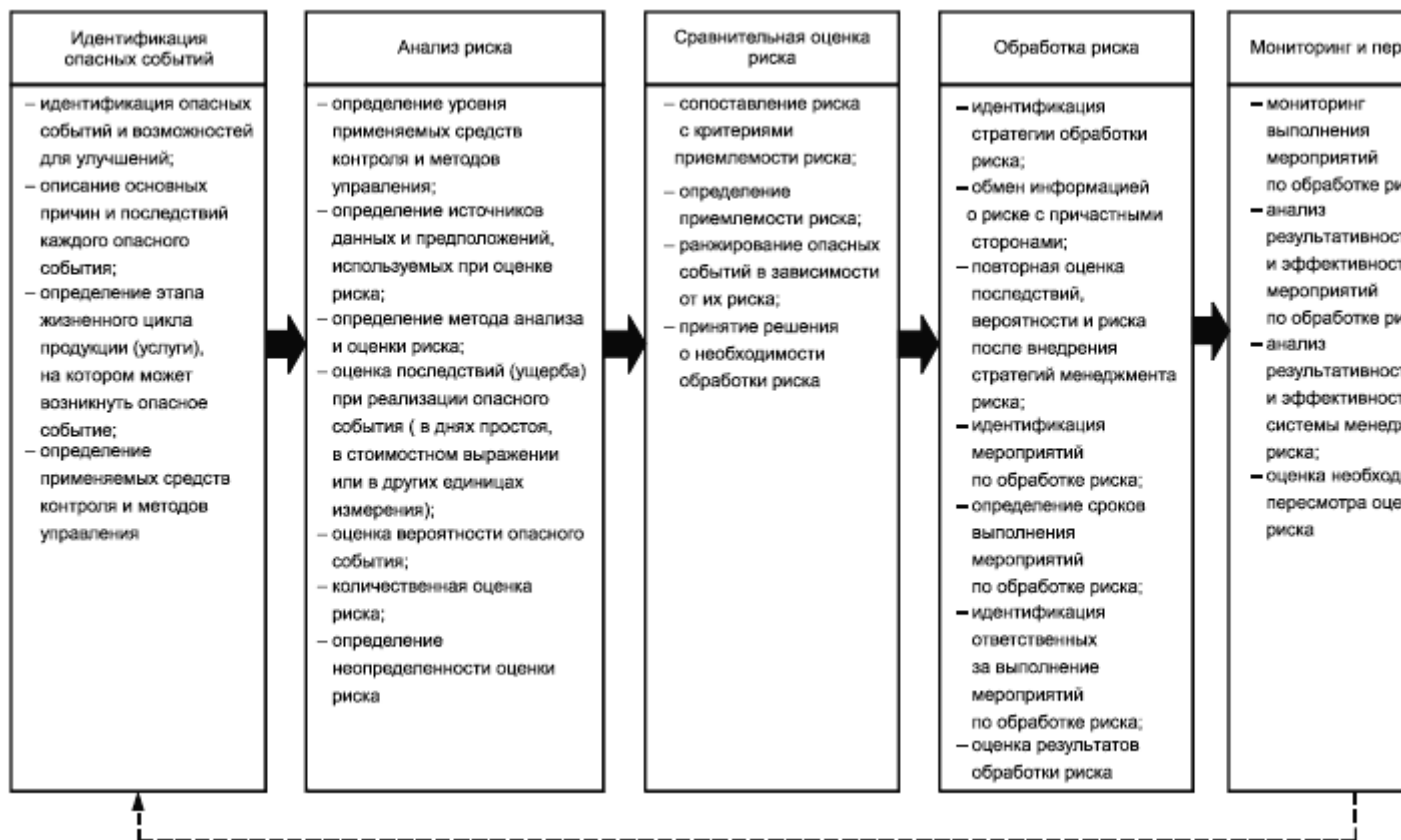 Идентификация
опасных событий
– идентификация опасных
событий и возможностей
для улучшений;
– описание основных
причин и последствий
каждого опасного
события;
– определение этапа
жизненного цикла
продукции (услуги),
на котором может
возникнуть опасное
событие;
– определение
применяемых средств
контроля и методов
управления
Анализ риска
– определение уровня
применяемых средств
контроля и методов
управления;
– определение источников
данных и предположений,
используемых при оценке
риска;
– определение метода анализа
и оценки риска;
– оценка последствий (ущерба)
при реализации опасного
события ( в днях простоя,
в стоимостном выражении
или в других единицах
измерения);
– оценка вероятности опасного
события;
– количественная оценка
риска;
– определение
неопределенности оценки
риска
Сравнительная оценка
риска
– сопоставление риска
с критериями
приемлемости риска;
– определение
приемлемости риска;
– ранжирование опасных
событий в зависимости
от их риска;
– принятие решения
о необходимости
обработки риска
Обработка риска
– идентификация
стратегии обработки
риска;
– обмен информацией
о риске с причастными
сторонами;
– повторная оценка
последствий,
вероятности и риска
после внедрения
стратегий менеджмента
риска;
– идентификация
мероприятий
по обработке риска;
– определение сроков
выполнения
мероприятий
по обработке риска;
– идентификация
ответственных
за выполнение
мероприятий
по обработке риска;
– оценка результатов
обработки риска
Мониторинг и
– мониторинг
выполнения
мероприятий
по обработке
– анализ
и
мероприятий
по обработке
– анализ
и
системы
риска;
– оценка
пересмотра
риска